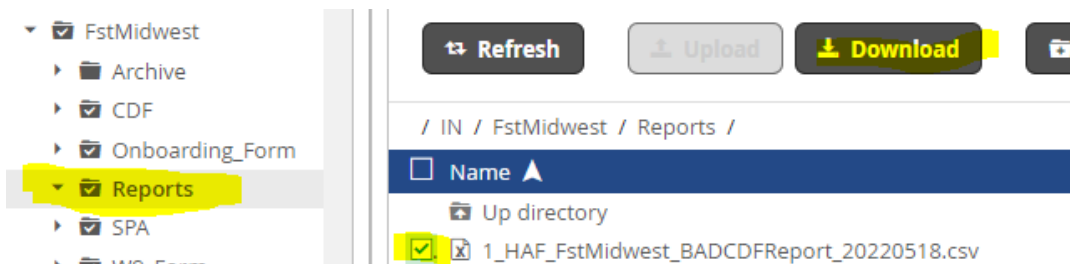 FstMidwest
Archive
CDF
Onboarding_Form
Reports
SPA
Refresh
Upload
Download
/ IN / FstMidwest / Reports /
Name
Up directory
1_HAF_FstMidwest_BADCDFReport_20220518.csv